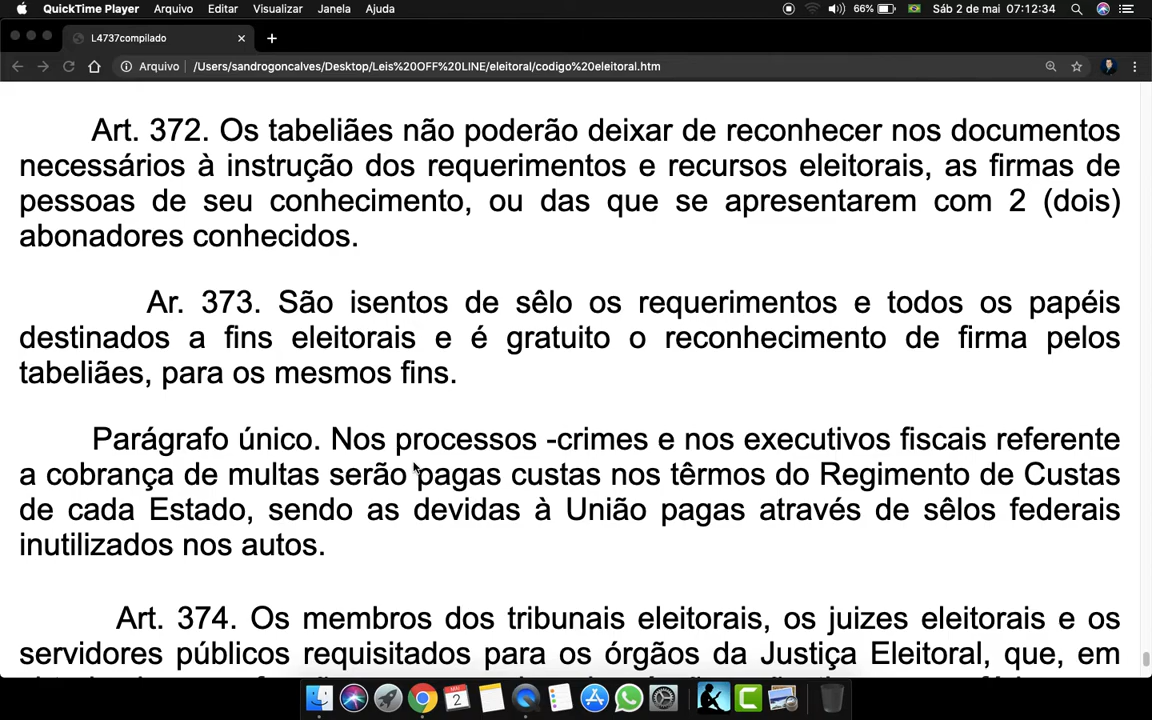 QuickTime Player Arquivo Editar Visualizar Janela Ajuda 66% Sáb 2 de mai 07:12:34
L4737compilado
Arquivo /Users/sandrogoncalves/Desktop/Leis%20OFF%20LINE/eleitoral/codigo%20eleitoral.htm
Art. 372. Os tabeliães não poderão deixar de reconhecer nos documentos
necessários à instrução dos requerimentos e recursos eleitorais, as firmas de
pessoas de seu conhecimento, ou das que se apresentarem com 2 (dois)
abonadores conhecidos.
Ar. 373. São isentos de sêlo os requerimentos e todos os papéis
destinados a fins eleitorais e é gratuito o reconhecimento de firma pelos
tabeliães, para os mesmos fins.
Parágrafo único. Nos processos -crimes e nos executivos fiscais referente
a cobrança de multas serão pagas custas nos têrmos do Regimento de Custas
de cada Estado, sendo as devidas à União pagas através de sêlos federais
inutilizados nos autos.
Art. 374. Os membros dos tribunais eleitorais, os juizes eleitorais e os
servidores públicos requisitados para os órgãos da Justiça Eleitoral, que, em
MAI
2